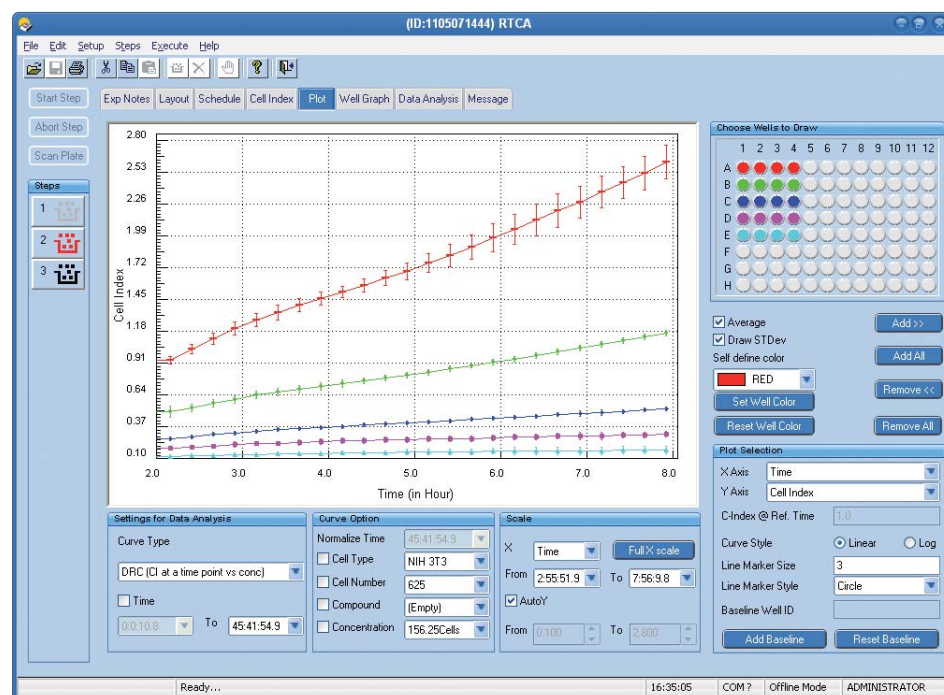 (ID:1105071444) RTCA
File Edit Setup Steps Execute Help
Start Step
Abort Step
Scan Plate
Steps
1
2
3
Exp Notes Layout Schedule Cell Index Plot Well Graph Data Analysis Message
2.80
2.53
2.26
1.99
1.72
1.45
1.18
0.91
0.64
0.37
0.10
Cell Index
2.0 3.0 4.0 5.0 6.0 7.0 8.0
Time (in Hour)
Choose Wells to Draw
1 2 3 4 5 6 7 8 9 10 11 12
A
B
C
D
E
F
G
H
Average
Draw STDev
Self define color
RED
Set Well Color
Reset Well Color
Add >>
Add All
Remove <<
Remove All
Plot Selection
X Axis Time
Y Axis Cell Index
C-Index @ Ref. Time 1.0
Curve Style Linear Log
Line Marker Size 3
Line Marker Style Circle
Baseline Well ID
Add Baseline Reset Baseline
Settings for Data Analysis
Curve Type
DRC (CI at a time point vs conc)
Time
0:0:10.8 To 45:41:54.9
Curve Option
Normalize Time 45:41:54.9
Cell Type NIH 3T3
Cell Number 625
Compound (Empty)
Concentration 156.25Cells
Scale
X Time Full X scale
From 2:55:51.9 To 7:56:9.8
AutoY
From 0.100 To 2.800
Ready... 16:35:05 COM ? Offline Mode ADMINISTRATOR